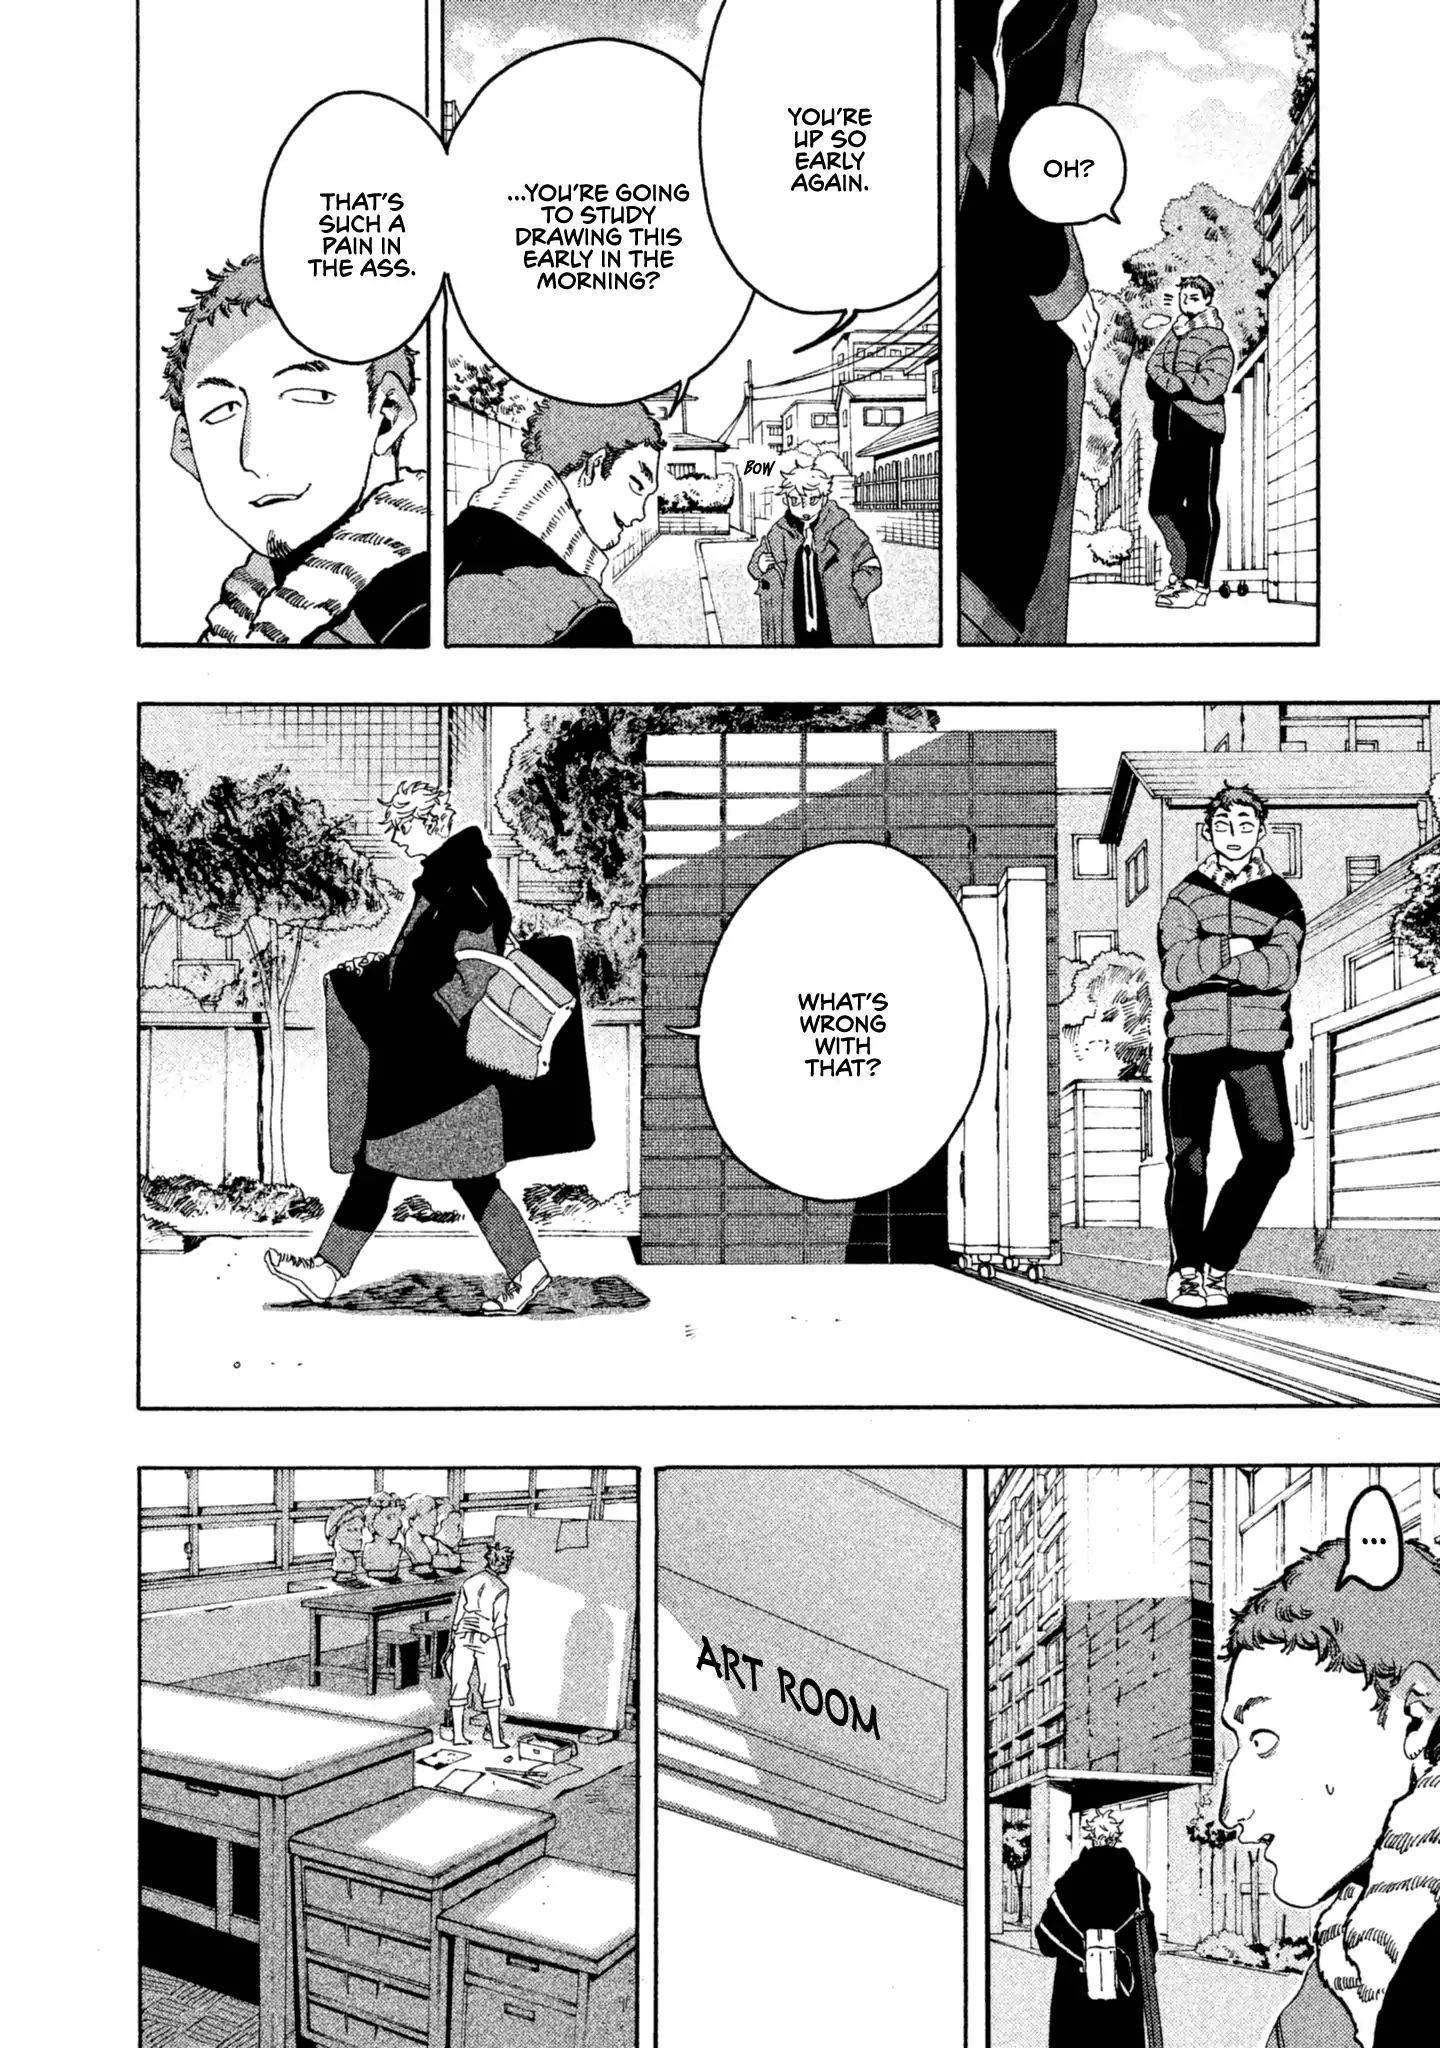 OH?
YOU'RE
UP SO
EARLY
AGAIN.
...YOU'RE GOING
TO STUDY
DRAWING THIS
EARLY IN THE
MORNING?
BOW
THAT'S
SUCH A
PAIN IN
THE ASS.
WHAT'S
WRONG
WITH
THAT?
...
ART ROOM